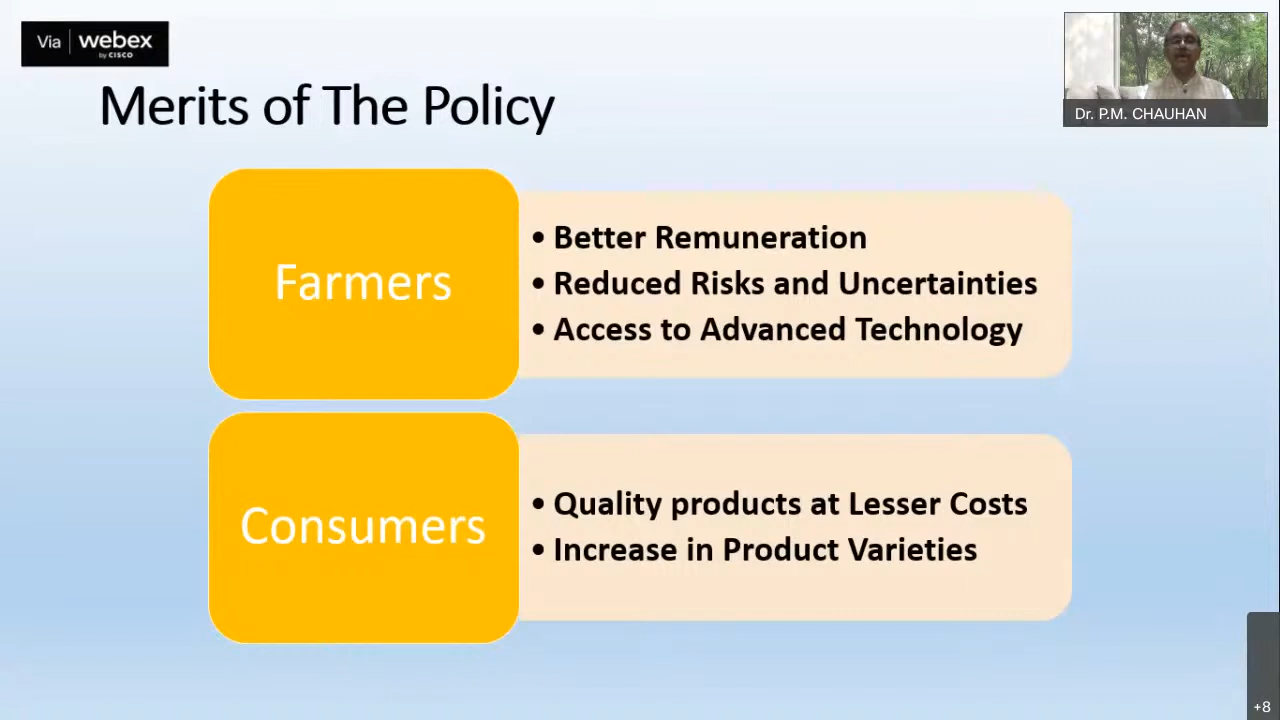 Via webex
by CISCO
Dr. P.M. CHAUHAN
Merits of The Policy
Farmers
• Better Remuneration
• Reduced Risks and Uncertainties
• Access to Advanced Technology
Consumers
• Quality products at Lesser Costs
• Increase in Product Varieties
+8